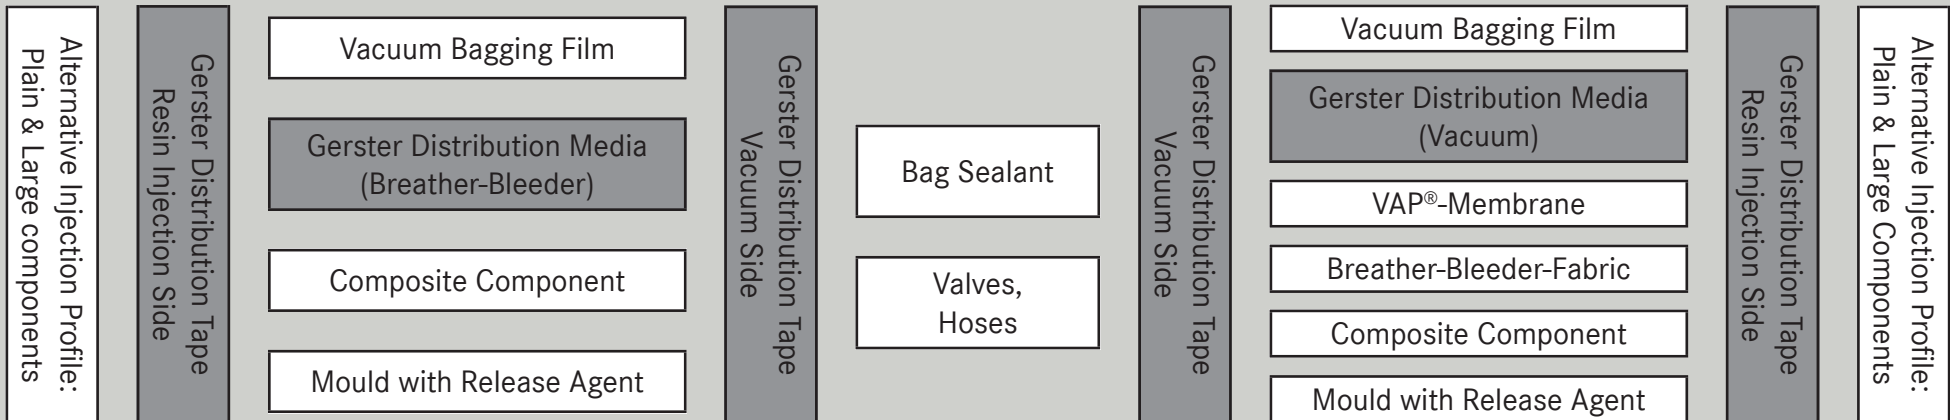 Alternative Injection Profile:
Plain & Large components
Gerster Distribution Tape
Resin Injection Side
Vacuum Bagging Film
Gerster Distribution Media
(Breather-Bleeder)
Composite Component
Mould with Release Agent
Gerster Distribution Tape
Vacuum Side
Bag Sealant
Valves,
Hoses
Gerster Distribution Tape
Vacuum Side
Vacuum Bagging Film
Gerster Distribution Media
(Vacuum)
VAP®-Membrane
Breather-Bleeder-Fabric
Composite Component
Mould with Release Agent
Gerster Distribution Tape
Resin Injection Side
Alternative Injection Profile:
Plain & Large Components